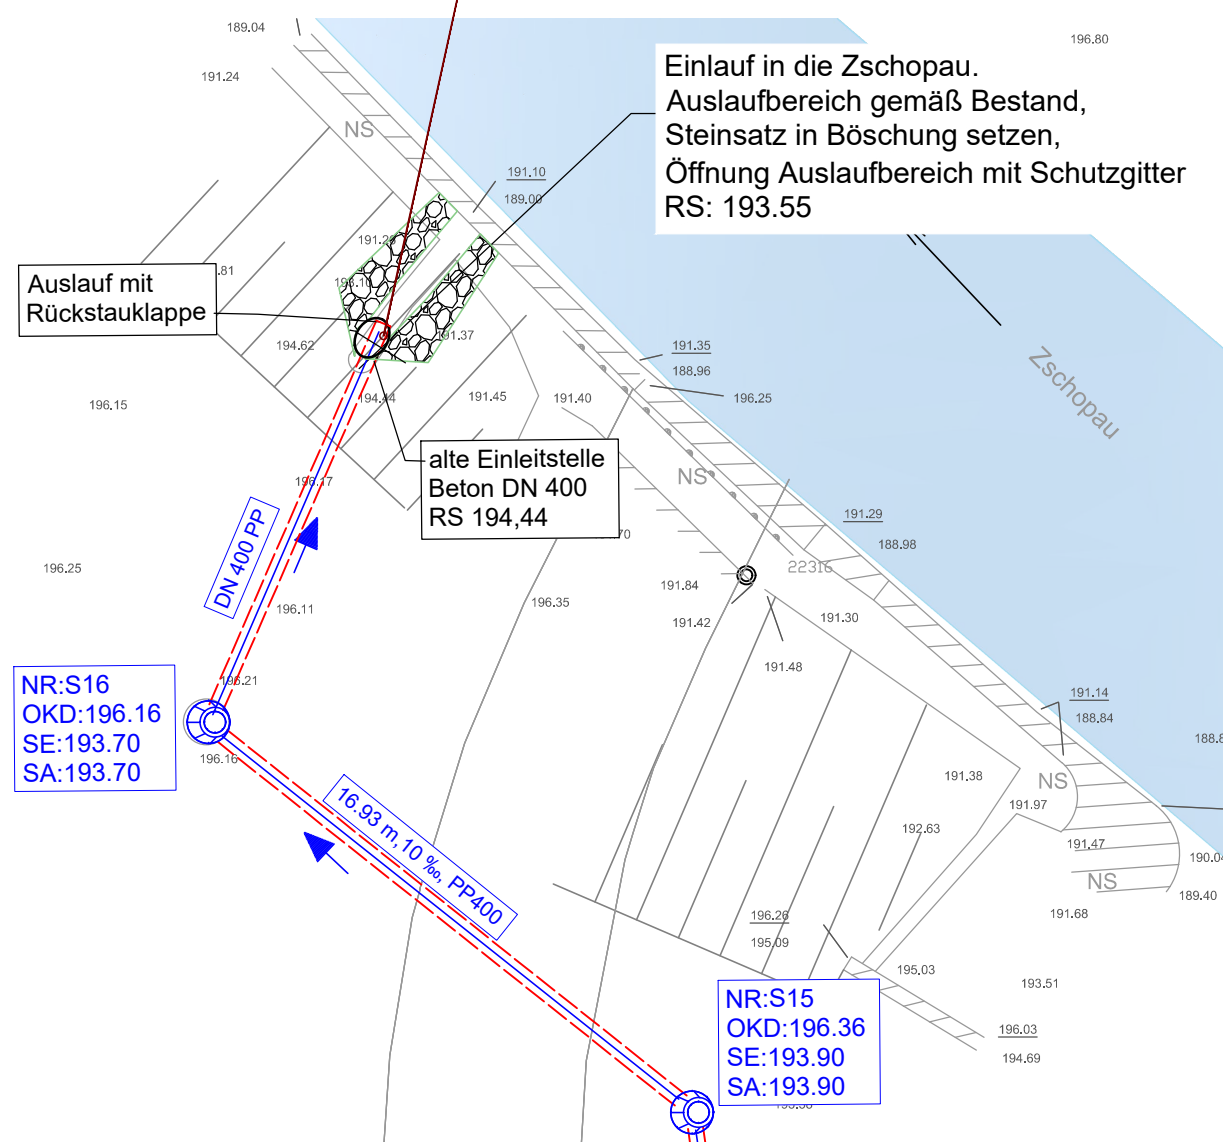 189.04
196.80
191.24
NS
Einlauf in die Zschopau.
Auslaufbereich gemäß Bestand,
Steinsatz in Böschung setzen,
Öffnung Auslaufbereich mit Schutzgitter
RS: 193.55
191.10
189.00
Auslauf mit
Rückstauklappe
191.37
194.62
191.35
188.96
196.25
Zschopau
196.15
194.44
191.45
191.40
alte Einleitstelle
Beton DN 400
RS 194,44
NS
196.17
191.29
188.98
DN 400 PP
196.25
22316
196.11
196.35
191.84
191.42
191.30
191.48
NR:S16
OKD:196.16
SE:193.70
SA:193.70
196.21
196.16
191.14
188.84
16.93 m, 10 ‰, PP400
191.38
NS
191.97
192.63
191.47
190.04
NS
189.40
191.68
196.26
195.09
195.03
193.51
NR:S15
OKD:196.36
SE:193.90
SA:193.90
196.03
194.69